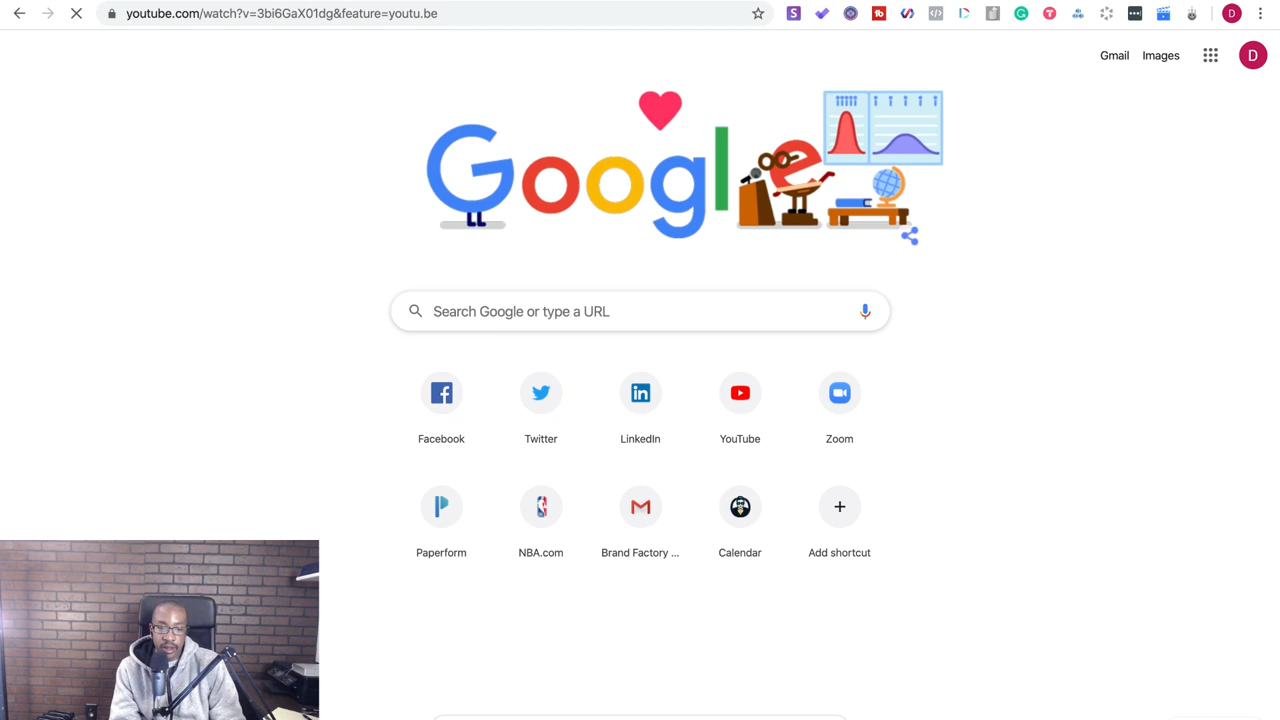 youtube.com/watch?v=3bi6GaX01dg&feature=youtu.be
D
Gmail Images
D
Google
Search Google or type a URL
Facebook Twitter LinkedIn YouTube Zoom
Paperform NBA.com Brand Factory ... Calendar Add shortcut